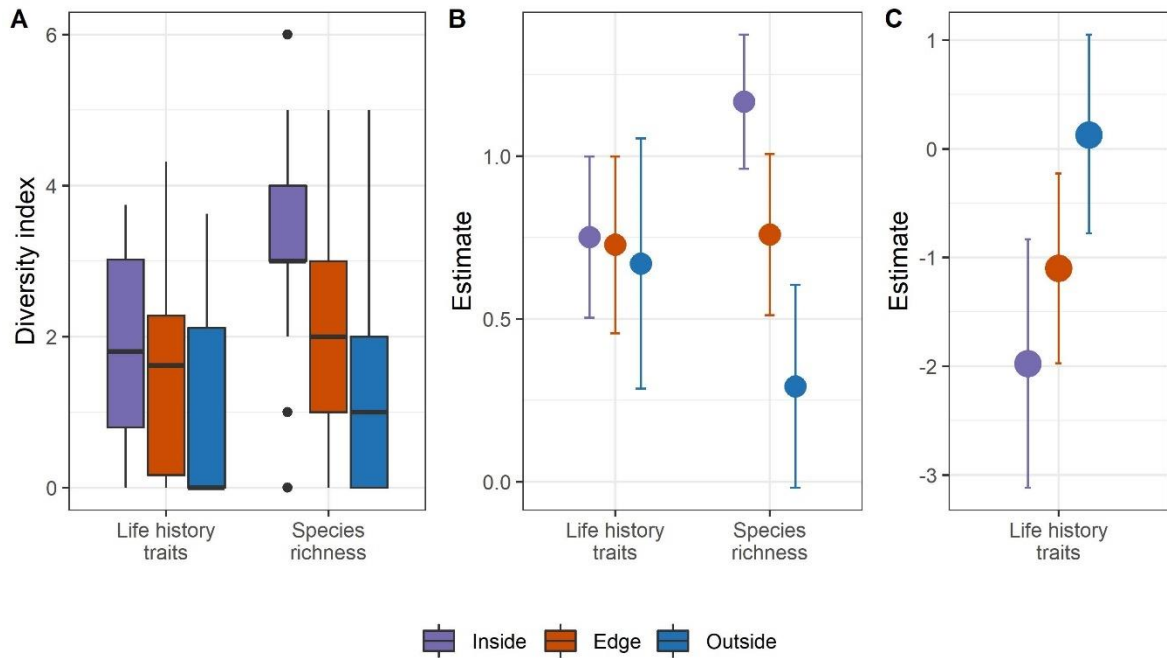 A
Diversity index
6
4
2
0
Life history
traits
Species
richness
B
Estimate
1.0
0.5
0.0
Life history
traits
Species
richness
C
Estimate
1
0
-1
-2
-3
Life history
traits
Inside
Edge
Outside